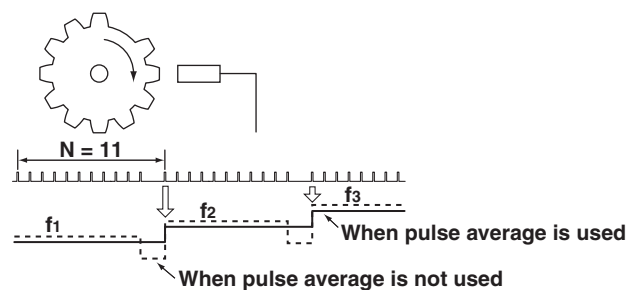 N = 11
f1
f2
f3
When pulse average is used
When pulse average is not used